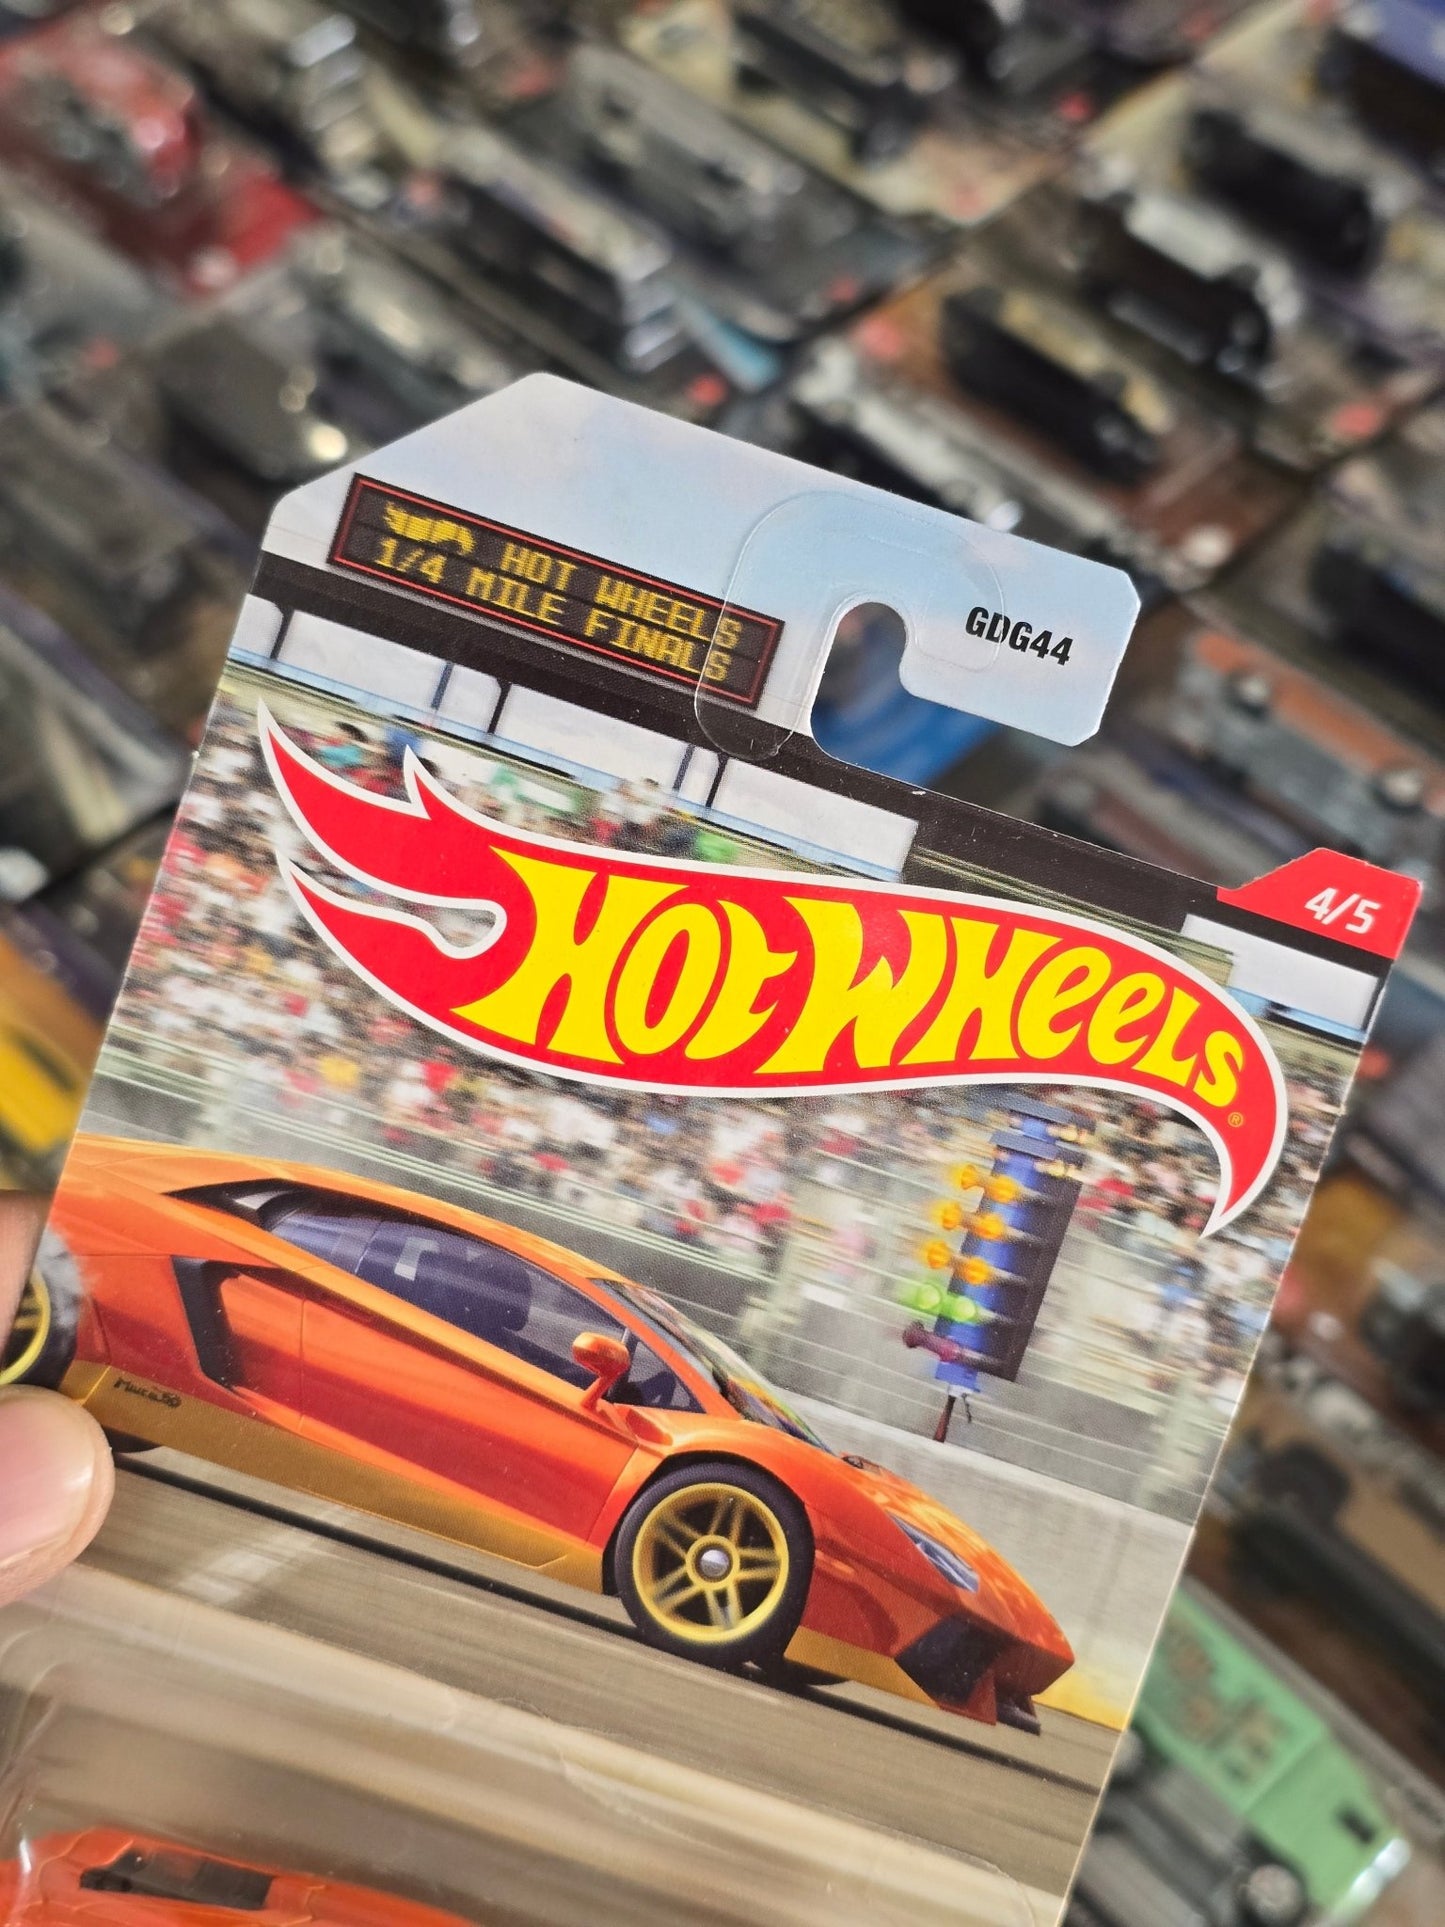 HOT WHEELS
1/4 MILE FINALS
GDG44
4/5
HOT WHEELS®